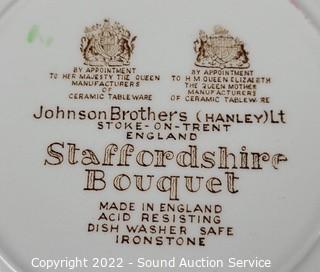 BY APPOINTMENT
TO HER MAJESTY THE QUEEN
MANUFACTURERS
OF
CERAMIC TABLEWARE
BY APPOINTMENT
TO H M QUEEN ELIZABETH
THE QUEEN MOTHER
MANUFACTURERS
OF CERAMIC TABLEWARE
Johnson Brothers (HANLEY) Lt
STOKE-ON-TRENT
ENGLAND
Staffordshire
Bouquet
MADE IN ENGLAND
ACID RESISTING
DISH WASHER SAFE
IRONSTONE
Copyright 2022 - Sound Auction Service